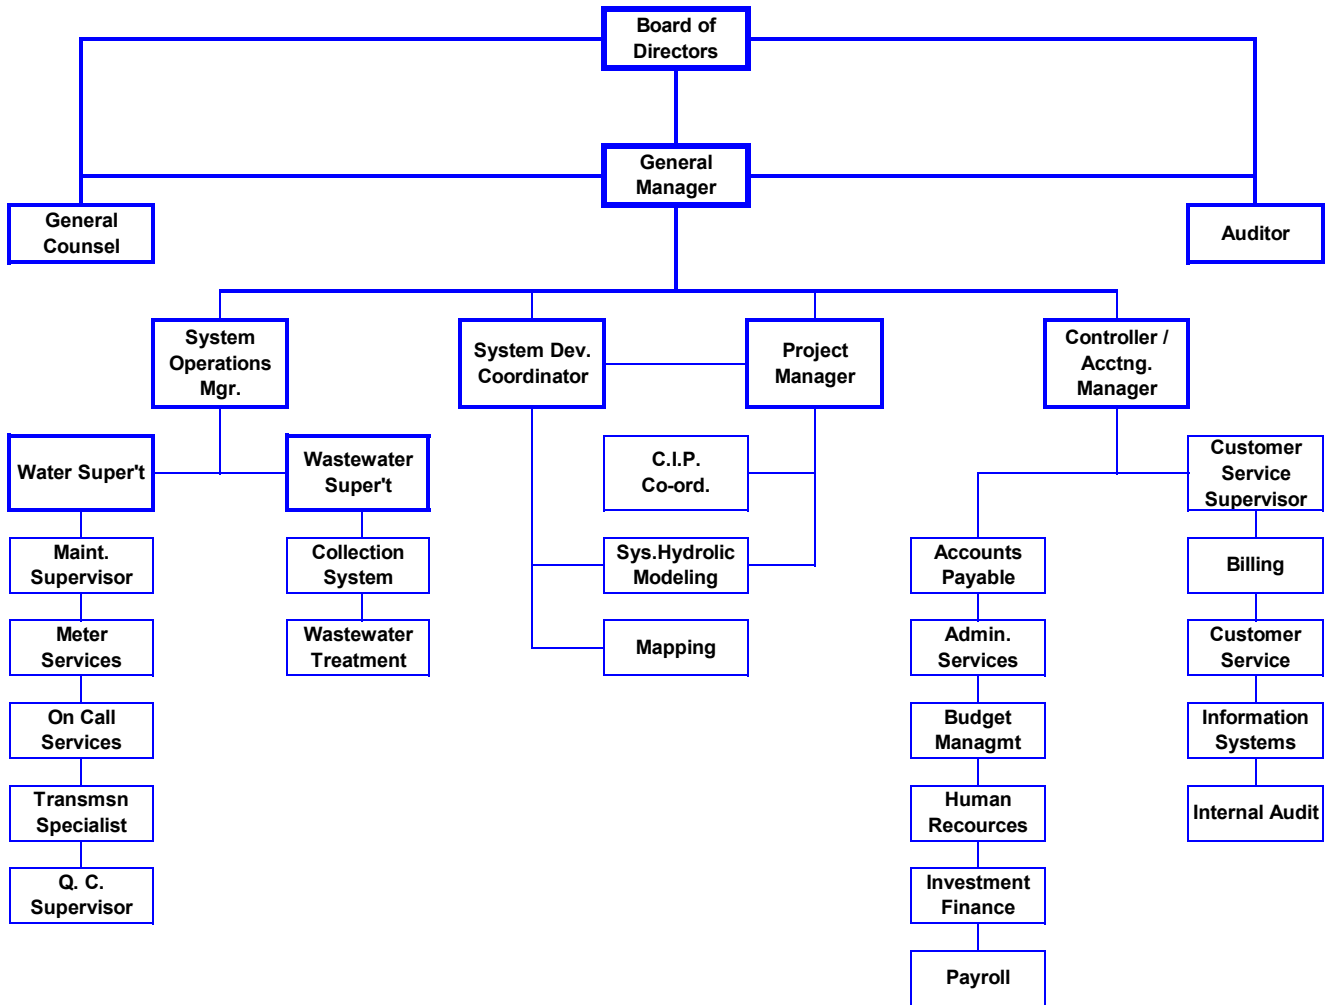 Board of
Directors
General
Manager
General
Counsel
Auditor
System
Operations
Mgr.
System Dev.
Coordinator
Project
Manager
Controller /
Acctng.
Manager
Water Super't
Wastewater
Super't
C.I.P.
Co-ord.
Customer
Service
Supervisor
Maint.
Supervisor
Collection
System
Sys.Hydrolic
Modeling
Accounts
Payable
Billing
Meter
Services
Wastewater
Treatment
Mapping
Admin.
Services
Customer
Service
On Call
Services
Budget
Managmt
Information
Systems
Transmsn
Specialist
Human
Recources
Internal Audit
Q. C.
Supervisor
Investment
Finance
Payroll